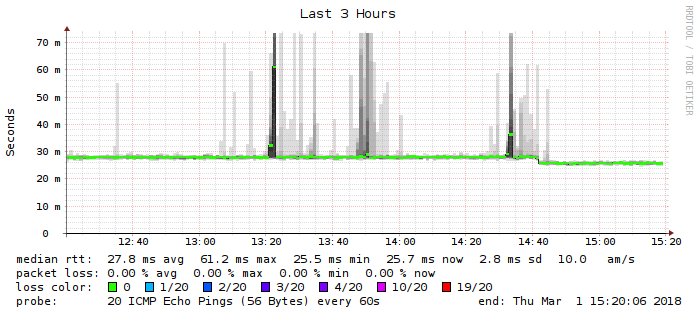 Last 3 Hours
RRDTOOL / TOBI OETIKER
Seconds
70 m
60 m
50 m
40 m
30 m
20 m
10 m
0
12:40 13:00 13:20 13:40 14:00 14:20 14:40 15:00 15:20
median rtt: 27.8 ms avg 61.2 ms max 25.5 ms min 25.7 ms now 2.8 ms sd 10.0 am/s
packet loss: 0.00 % avg 0.00 % max 0.00 % min 0.00 % now
loss color: 0 1/20 2/20 3/20 4/20 10/20 19/20
probe: 20 ICMP Echo Pings (56 Bytes) every 60s end: Thu Mar 1 15:20:06 2018